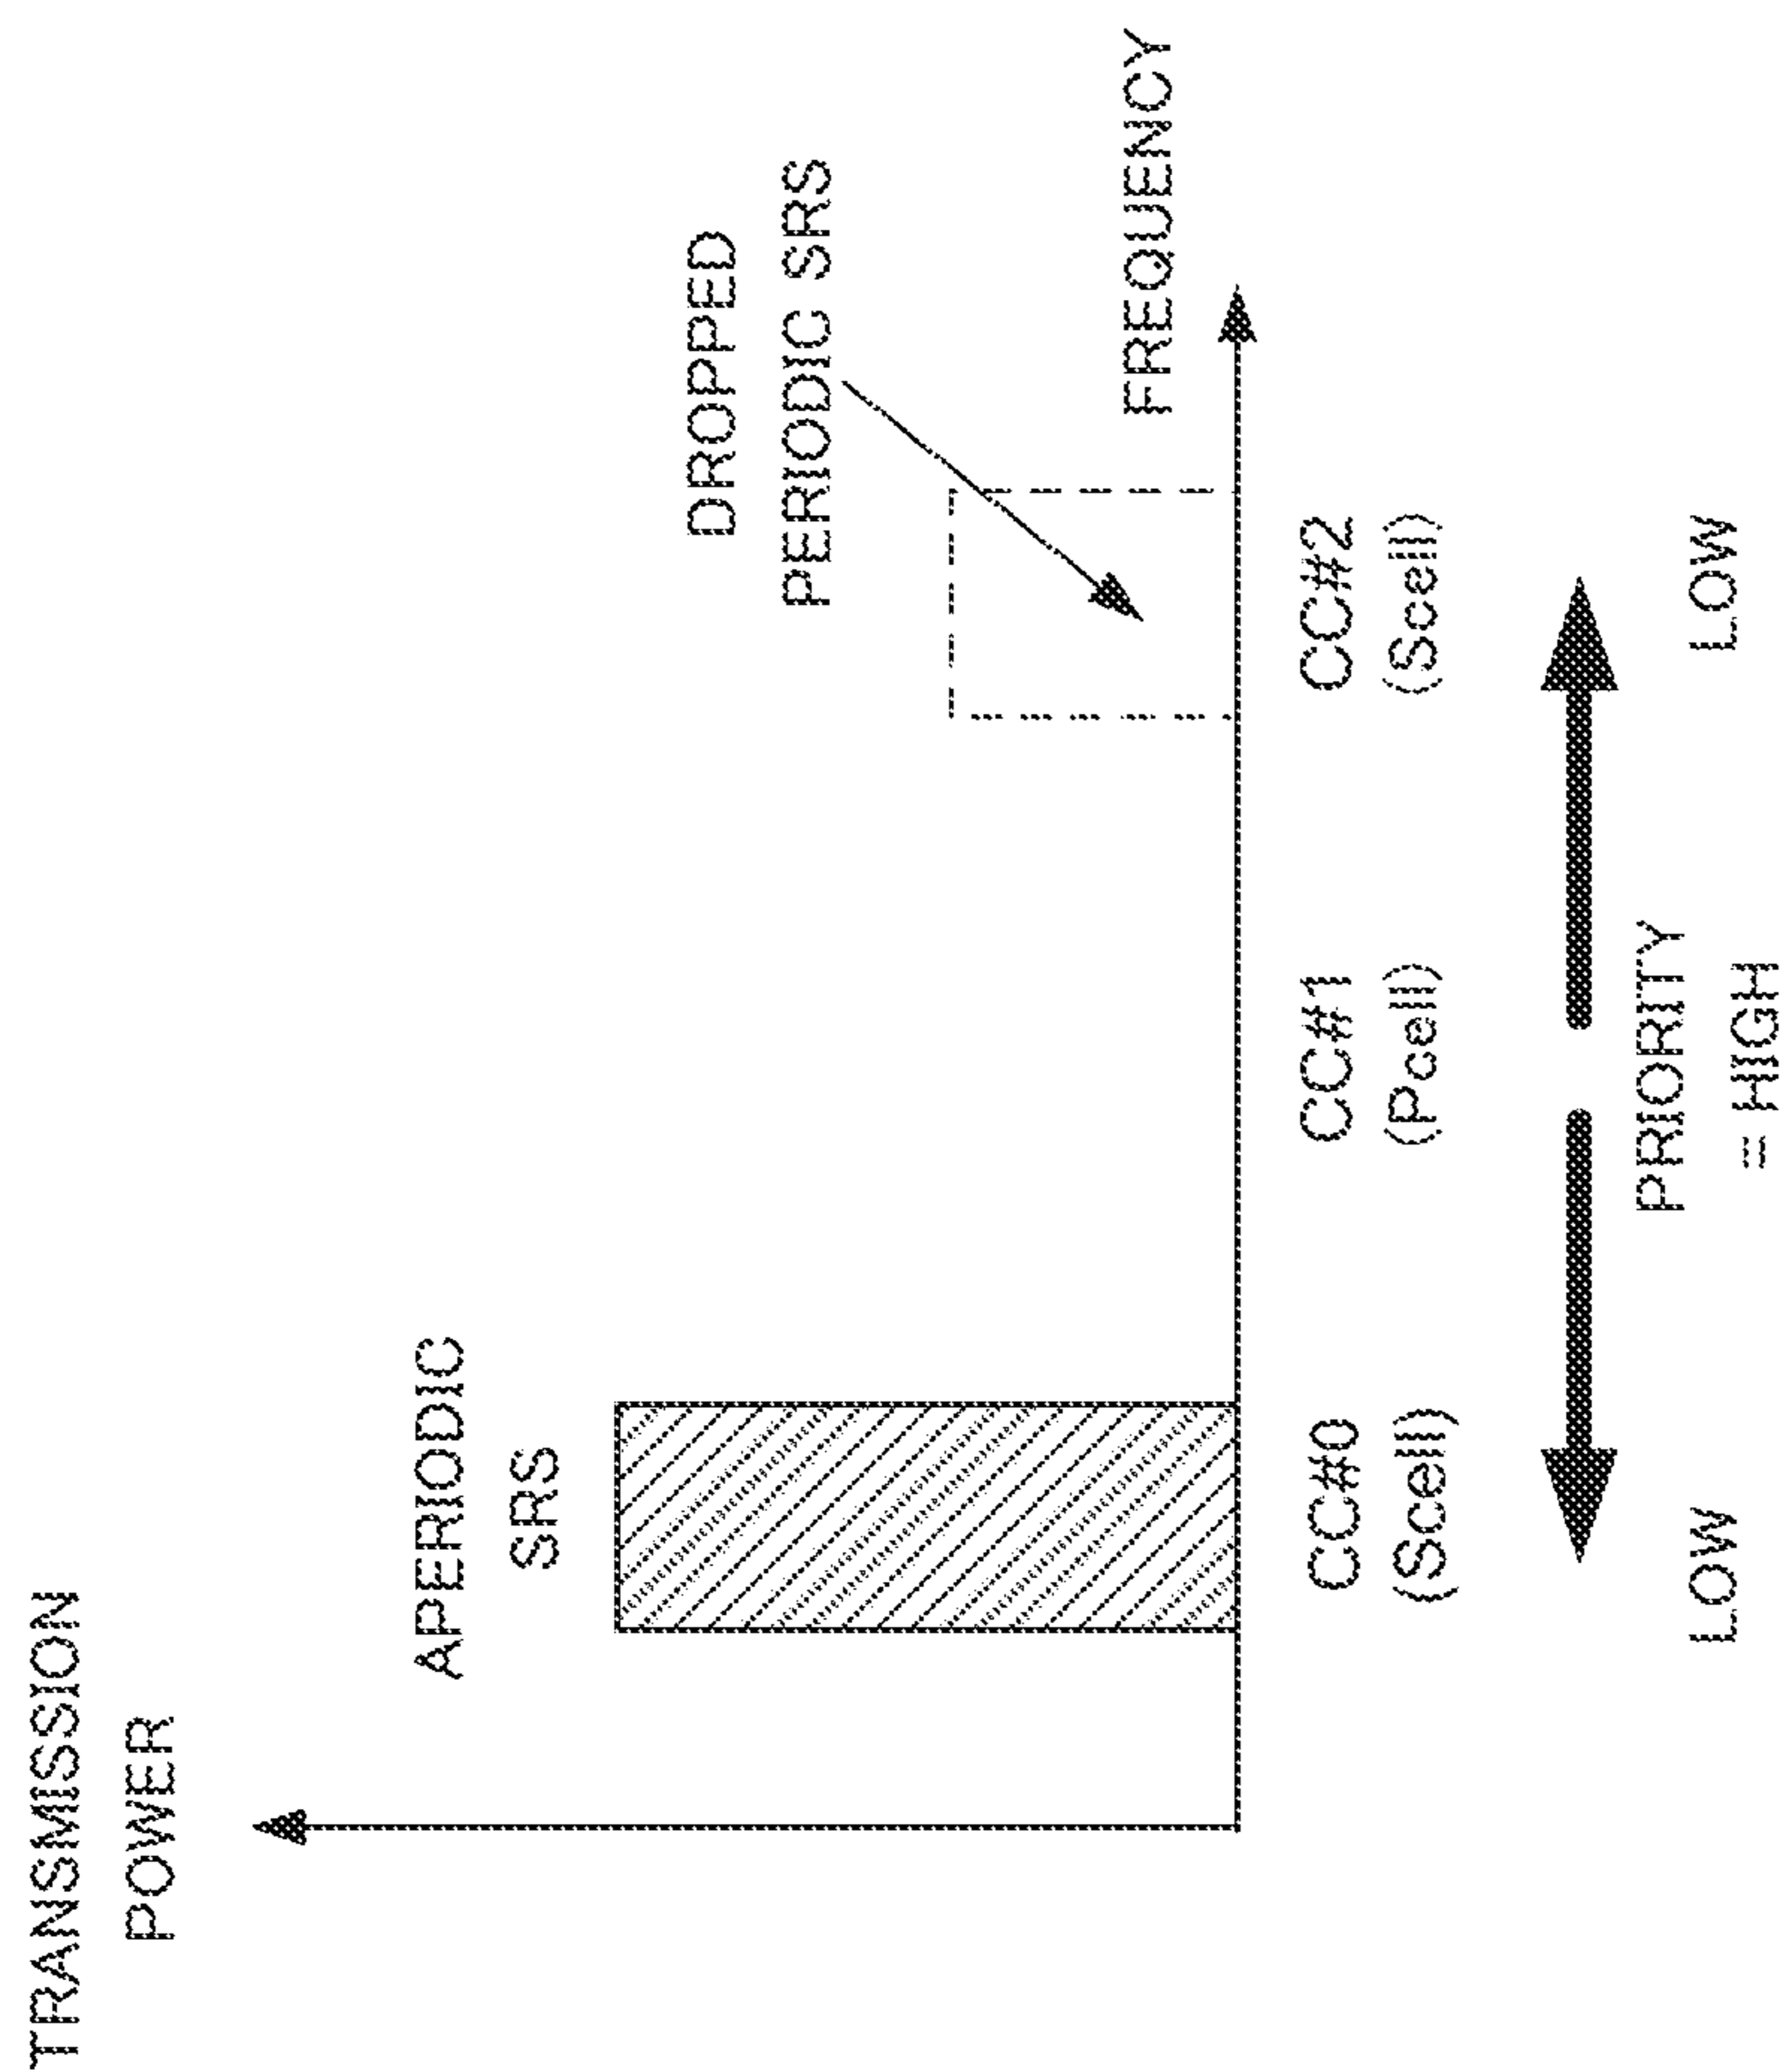 TRANSMISSION
POWER
APERIODIC
SRS
DROPPED
PERIODIC SRS
FREQUENCY
CC#0
(Scell)
CC#1
(Pcell)
CC#2
(Scell)
LOW
PRIORITY
= HIGH
LOW